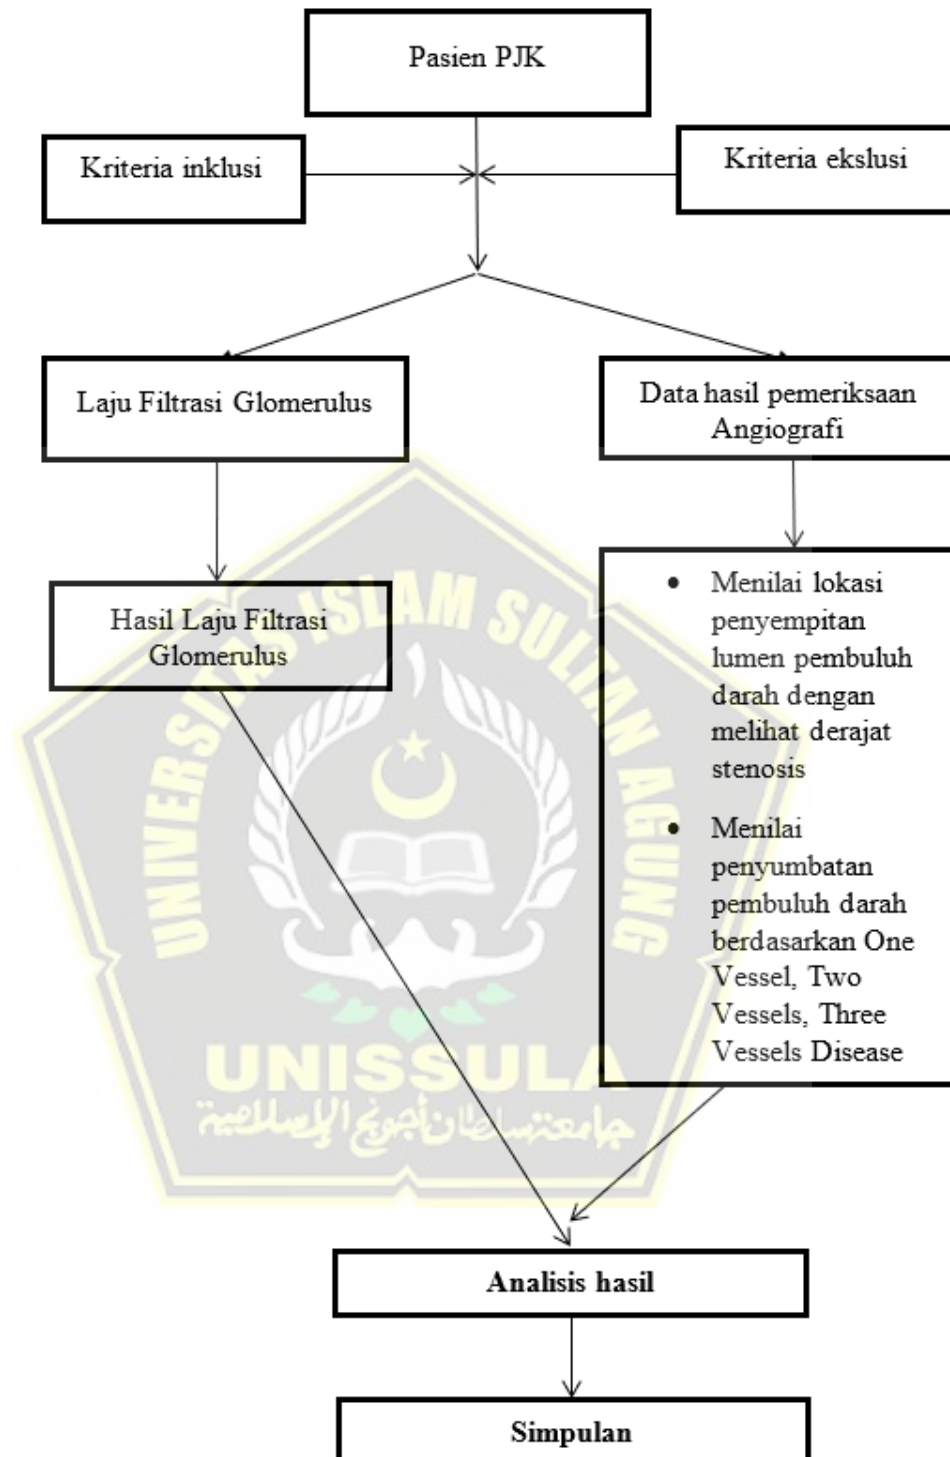 Pasien PJK
Kriteria inklusi
Kriteria ekslusi
Laju Filtrasi Glomerulus
Data hasil pemeriksaan
Angiografi
Hasil Laju Filtrasi
Glomerulus
• Menilai lokasi
penyempitan
lumen pembuluh
darah dengan
melihat derajat
stenosis
• Menilai
penyumbatan
pembuluh darah
berdasarkan One
Vessel, Two
Vessels, Three
Vessels Disease
UNIVERSITAS ISLAM SULTAN AGUNG
UNISSULA
جامعتسلطان أجونج الإسلامية
Analisis hasil
Simpulan